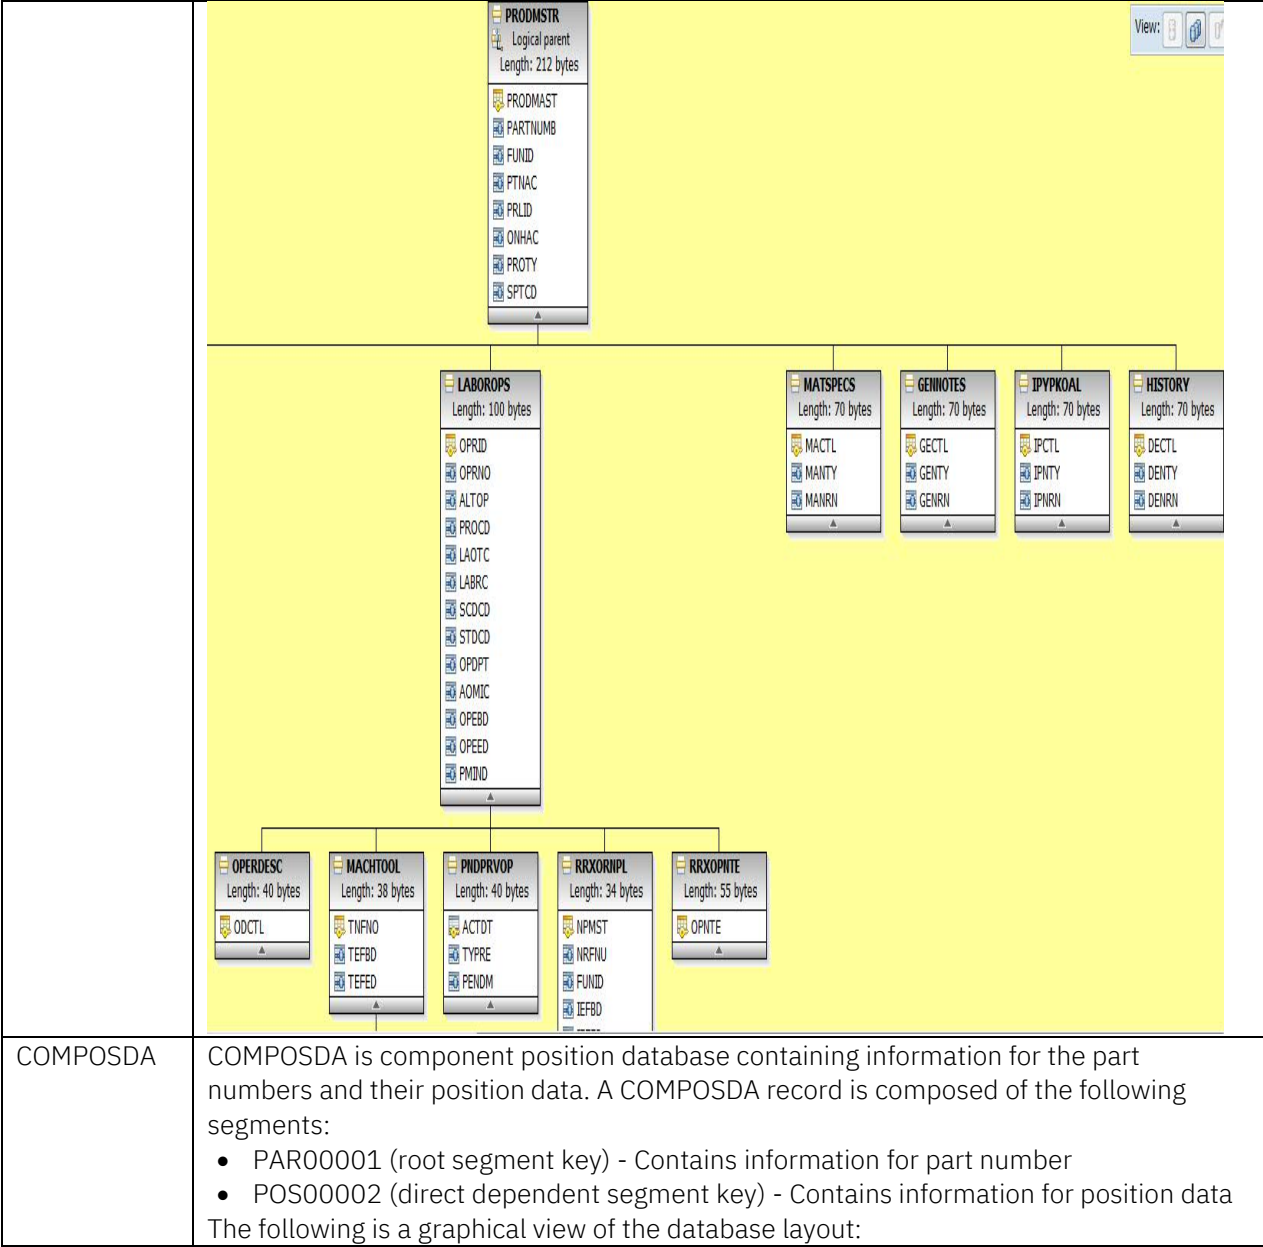 PRODMSTR
Logical parent
Length: 212 bytes
PRODMAST
PARTNUMB
FUNID
PTNAC
PRLID
ONHAC
PROTY
SPTCD
View:
LABOROPS
Length: 100 bytes
OPRID
OPRNO
ALTOP
PROCD
LAOTC
LABRC
SCDCD
STDCD
OPDPT
AOMIC
OPEBD
OPEED
PMIND
MATSPECS
Length: 70 bytes
MACTL
MANTY
MANRN
GENNOTES
Length: 70 bytes
GECTL
GENTY
GENRN
IPYPKOAL
Length: 70 bytes
IPCTL
IPNTY
IPNRN
HISTORY
Length: 70 bytes
DECTL
DENTY
DENRN
OPERDESC
Length: 40 bytes
ODCTL
MACHTOOL
Length: 38 bytes
TNFNO
TEFBD
TEFED
PNDPRVOP
Length: 40 bytes
ACTDT
TYPRE
PENDM
RRXORNPL
Length: 34 bytes
NPMST
NRFNU
FUNID
IEFBD
RRXOPNTE
Length: 55 bytes
OPNTE
COMPOSDA
COMPOSDA is component position database containing information for the part
numbers and their position data. A COMPOSDA record is composed of the following
segments:
• PAR00001 (root segment key) - Contains information for part number
• POS00002 (direct dependent segment key) - Contains information for position data
The following is a graphical view of the database layout: